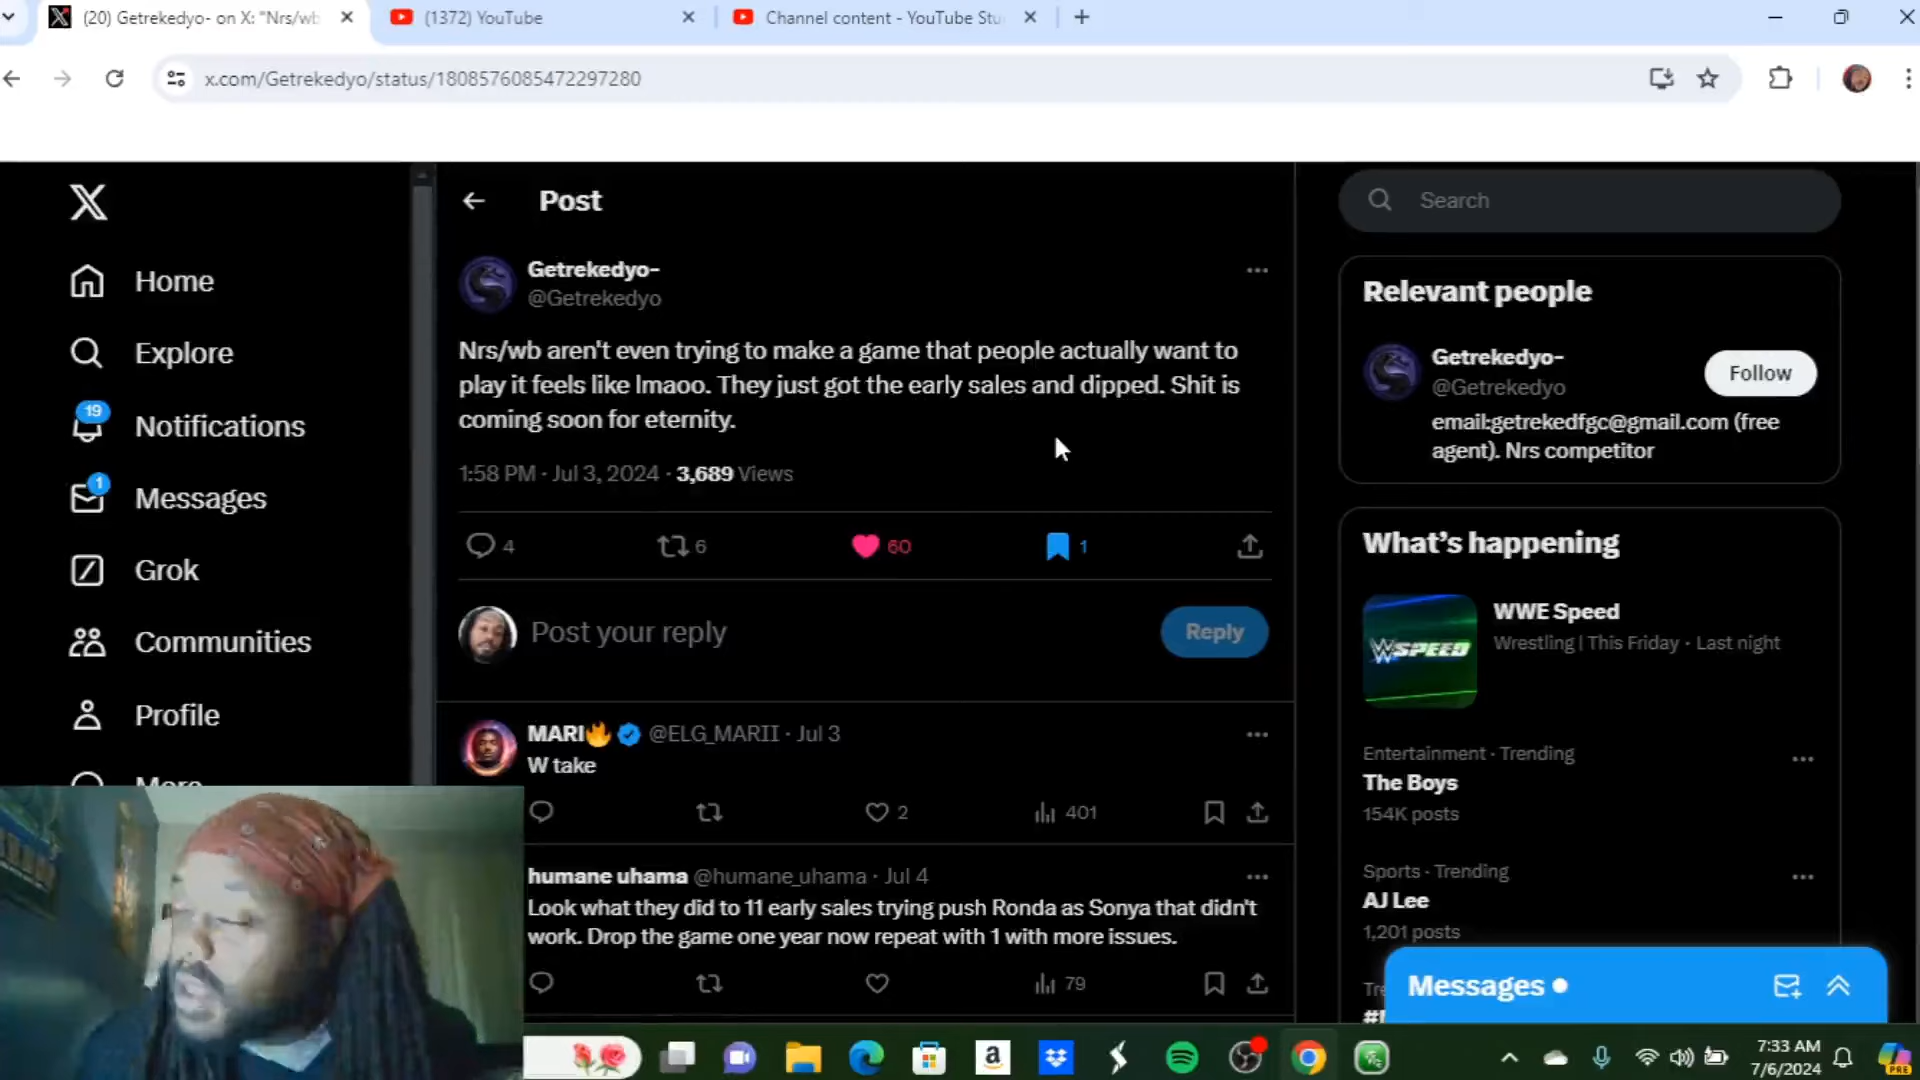 (20) Getrekedyo- on X: "Nrs/wb
(1372) YouTube
Channel content - YouTube Stu
x.com/Getrekedyo/status/1808576085472297280
Home
Explore
19
Notifications
1
Messages
Grok
Communities
Profile
More
Post
Getrekedyo-
@Getrekedyo
Nrs/wb aren't even trying to make a game that people actually want to
play it feels like lmaoo. They just got the early sales and dipped. Shit is
coming soon for eternity.
1:58 PM · Jul 3, 2024 · 3,689 Views
4 6 60 1
Post your reply
Reply
MARI🔥 @ELG_MARII · Jul 3
W take
2 401
humane uhama @humane_uhama · Jul 4
Look what they did to 11 early sales trying push Ronda as Sonya that didn't
work. Drop the game one year now repeat with 1 with more issues.
79
Search
Relevant people
Getrekedyo-
@Getrekedyo
Follow
email:getrekedfgc@gmail.com (free
agent). Nrs competitor
What's happening
WSPEED
WWE Speed
Wrestling | This Friday · Last night
Entertainment · Trending
The Boys
154K posts
Sports · Trending
AJ Lee
1,201 posts
Messages
7:33 AM
7/6/2024
PRE